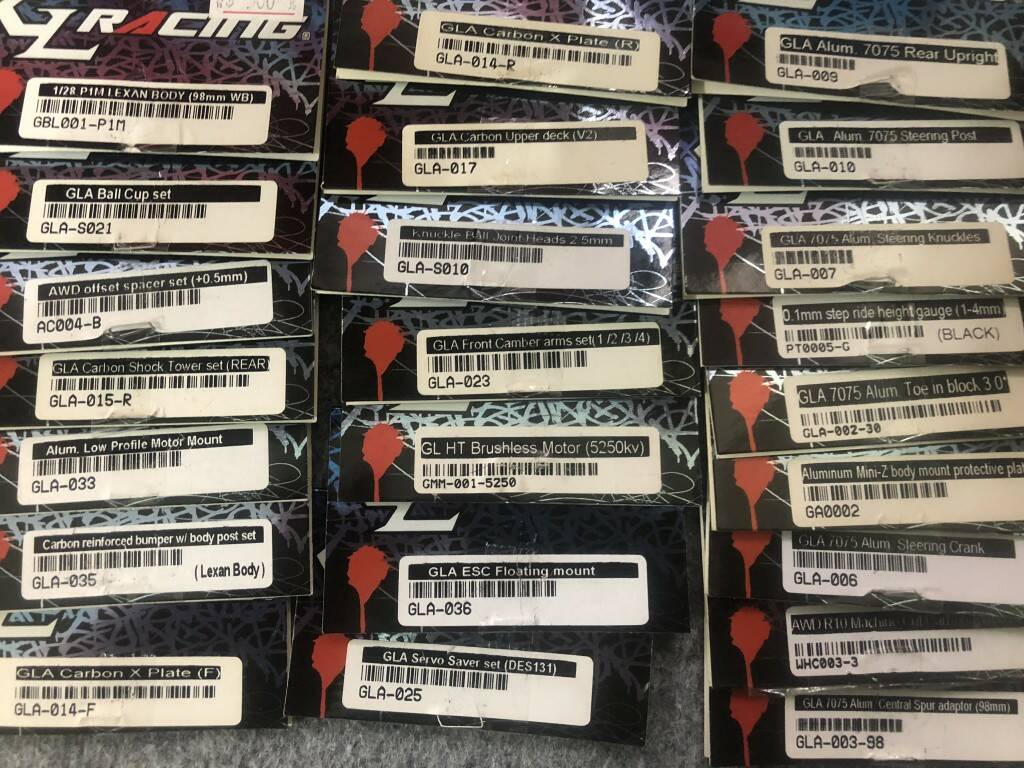 GL RACING®
1/28 P1M LEXAN BODY (98mm WB)
GBL001-P1M
GLA Ball Cup set
GLA-S021
AWD offset spacer set (+0.5mm)
AC004-B
GLA Carbon Shock Tower set (REAR)
GLA-015-R
Alum. Low Profile Motor Mount
GLA-033
Carbon reinforced bumper w/ body post set
GLA-035 (Lexan Body)
GLA Carbon X Plate (F)
GLA-014-F
GLA Carbon X Plate (R)
GLA-014-R
GLA Carbon Upper deck (V2)
GLA-017
Knuckle Ball Joint Heads 2.5mm
GLA-S010
GLA Front Camber arms set(1 /2 /3 /4)
GLA-023
GL HT Brushless Motor (5250kv)
GMM-001-5250
GLA ESC Floating mount
GLA-036
GLA Servo Saver set (DES131)
GLA-025
GLA Alum. 7075 Rear Upright
GLA-009
GLA Alum. 7075 Steering Post
GLA-010
GLA 7075 Alum. Steering Knuckles
GLA-007
0.1mm step ride height gauge (1-4mm)
PT0005-G (BLACK)
GLA 7075 Alum. Toe in block 3.0°
GLA-002-30
Aluminum Mini-Z body mount protective plat
GA0002
GLA 7075 Alum. Steering Crank
GLA-006
AWD R10 Machine
WHC003-3
GLA 7075 Alum. Central Spur adaptor (98mm)
GLA-003-98